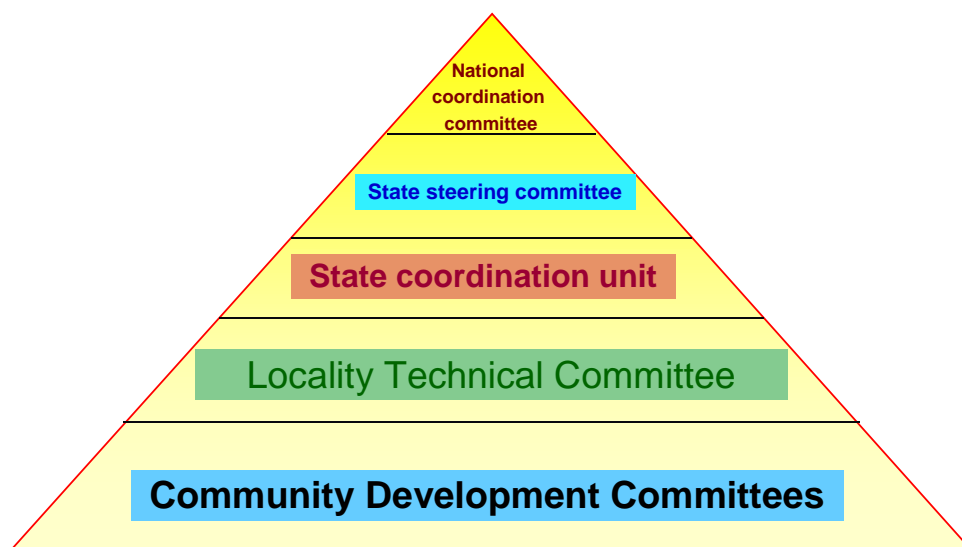 National
coordination
committee
State steering committee
State coordination unit
Locality Technical Committee
Community Development Committees